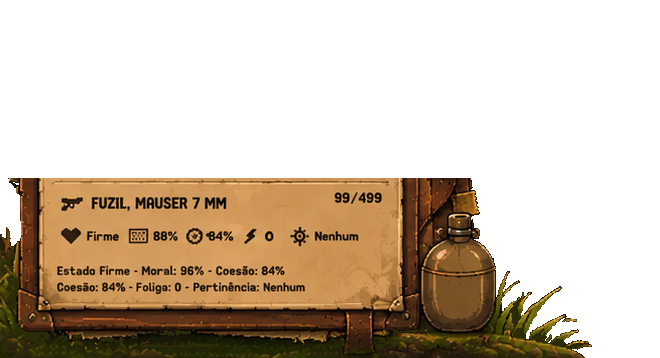 FUZIL, MAUSER 7 MM 99/499
Firme 88% 84% 0 Nenhum
Estado Firme - Moral: 96% - Coesão: 84%
Coesão: 84% - Foliga: 0 - Pertinência: Nenhum